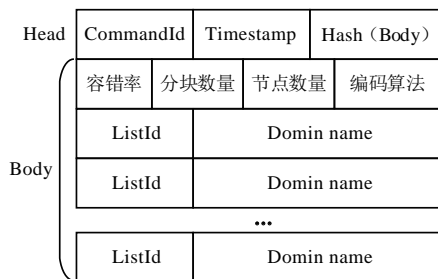 Head CommandId Timestamp Hash（Body）
容错率 分块数量 节点数量 编码算法
ListId Domin name
Body
ListId Domin name
...
ListId Domin name